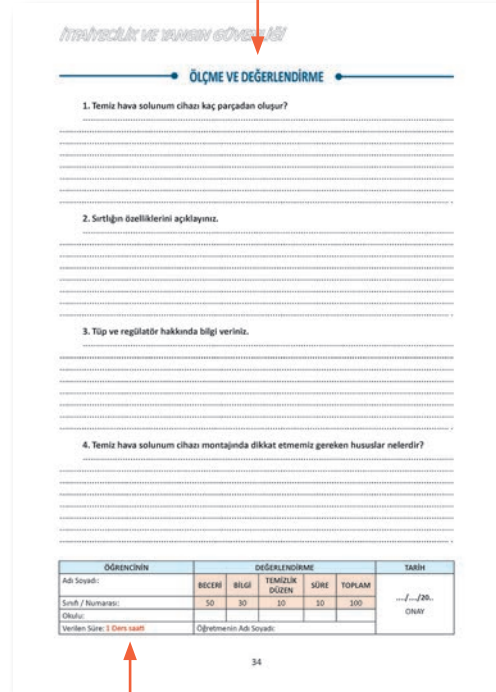 İTFAİYECİLİK VE YANGIN GÜVENLİĞİ
ÖLÇME VE DEĞERLENDİRME
1. Temiz hava solunum cihazı kaç parçadan oluşur?
2. Sırtlığın özelliklerini açıklayınız.
3. Tüp ve regülatör hakkında bilgi veriniz.
4. Temiz hava solunum cihazı montajında dikkat etmemiz gereken hususlar nelerdir?
ÖĞRENCİNİN DEĞERLENDİRME TARİH
Adı Soyadı: BECERİ BİLGİ TEMİZLİK DÜZEN SÜRE TOPLAM
Sınıfı / Numarası: 50 30 10 10 100 ..../..../20..
Okulu: ONAY
Verilen Süre: 1 Ders saati Öğretmenin Adı Soyadı:
34